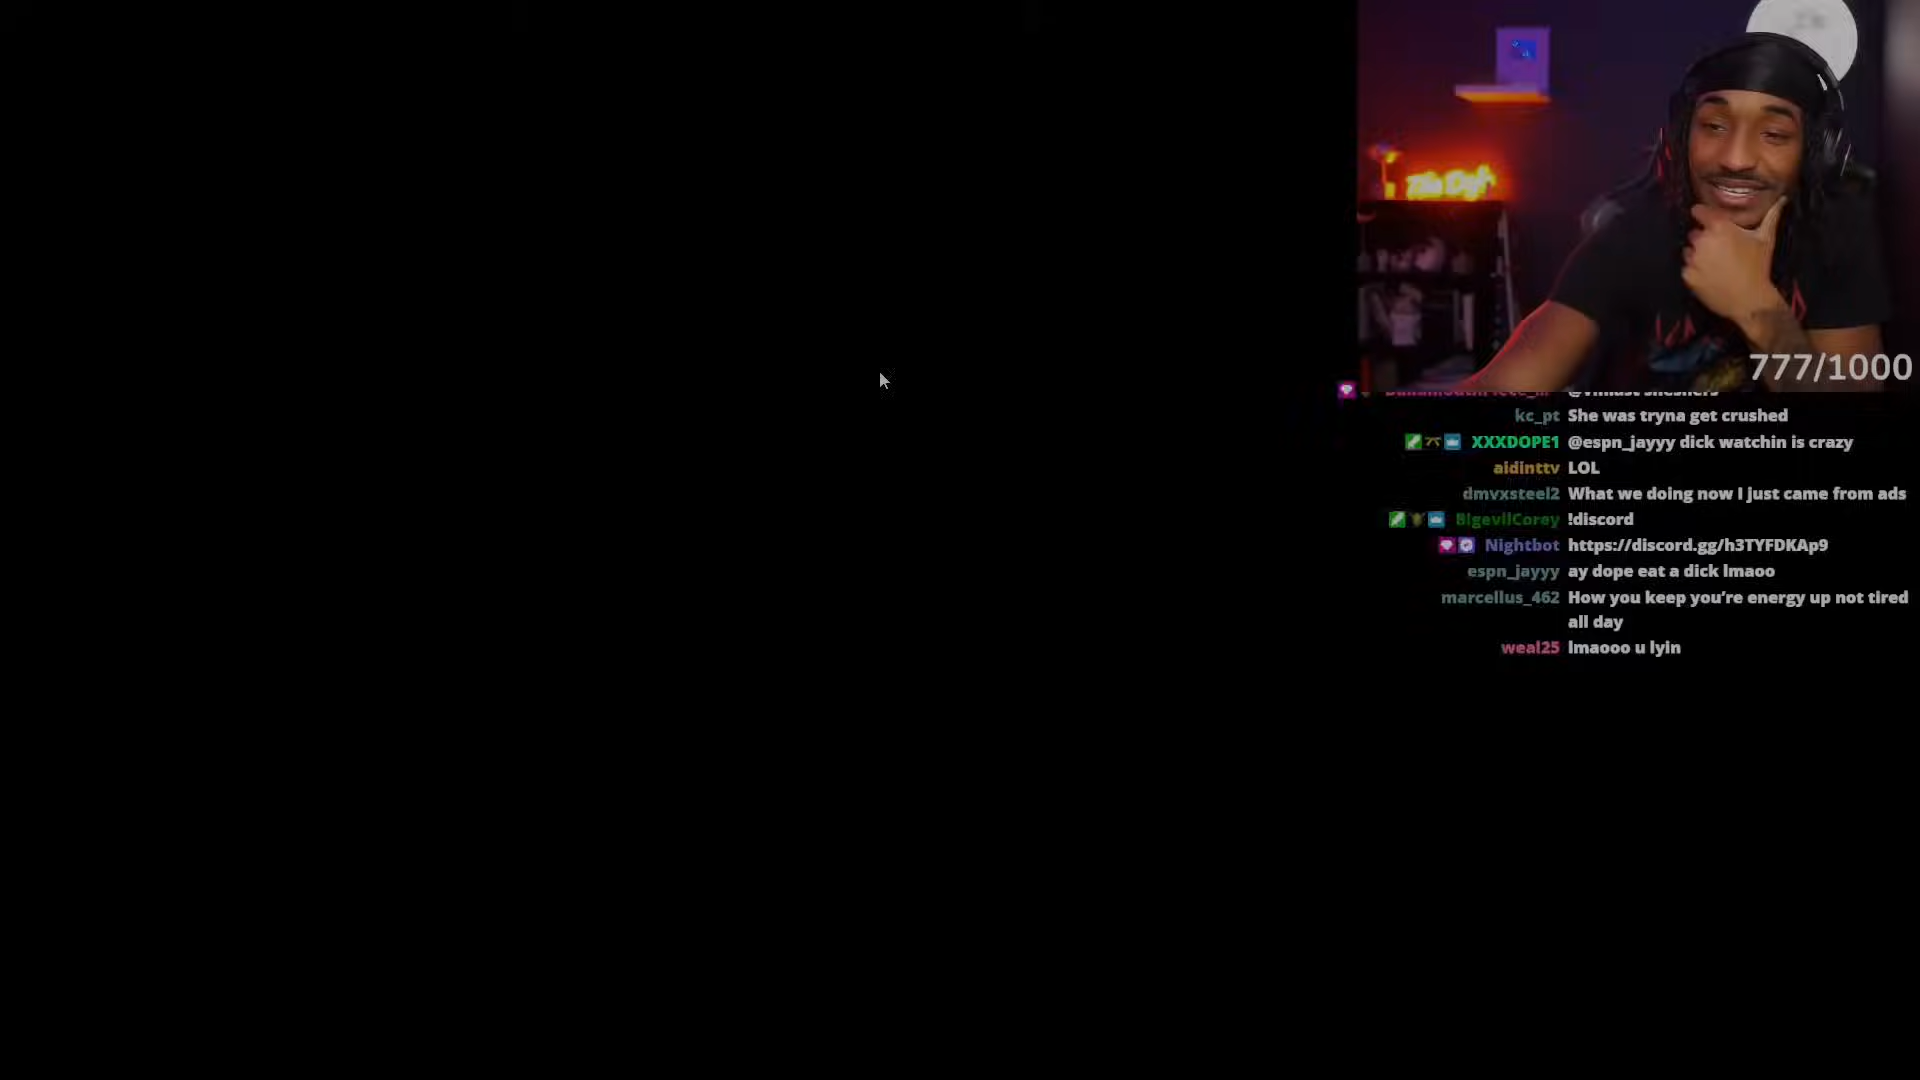 777/1000
kc_pt She was tryna get crushed
XXXDOPE1 @espn_jayyy dick watchin is crazy
aidinttv LOL
dmvxsteel2 What we doing now I just came from ads
BigevilCorey !discord
Nightbot https://discord.gg/h3TYFDKAp9
espn_jayyy ay dope eat a dick lmaoo
marcellus_462 How you keep you’re energy up not tired
all day
weal25 lmaooo u lyin